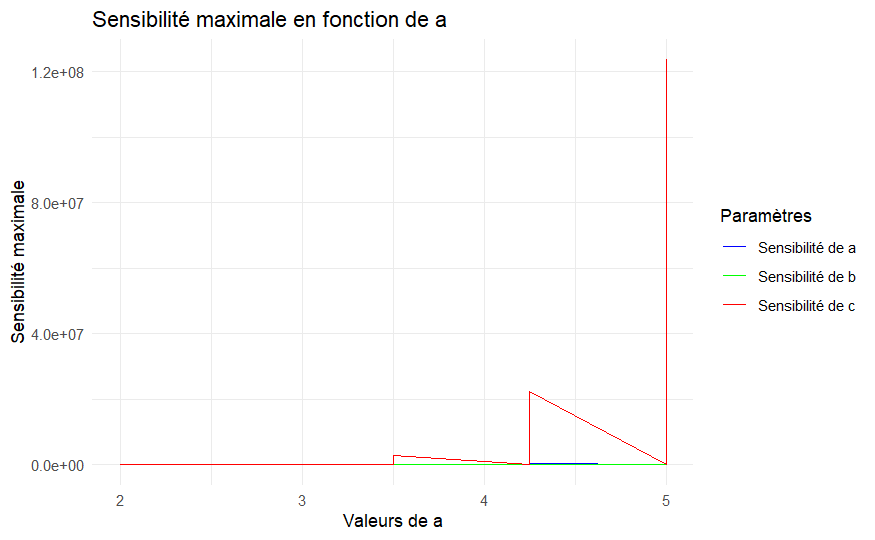 Sensibilité maximale en fonction de a
1.2e+08
8.0e+07
4.0e+07
0.0e+00
Sensibilité maximale
2 3 4 5
Valeurs de a
Paramètres
Sensibilité de a
Sensibilité de b
Sensibilité de c